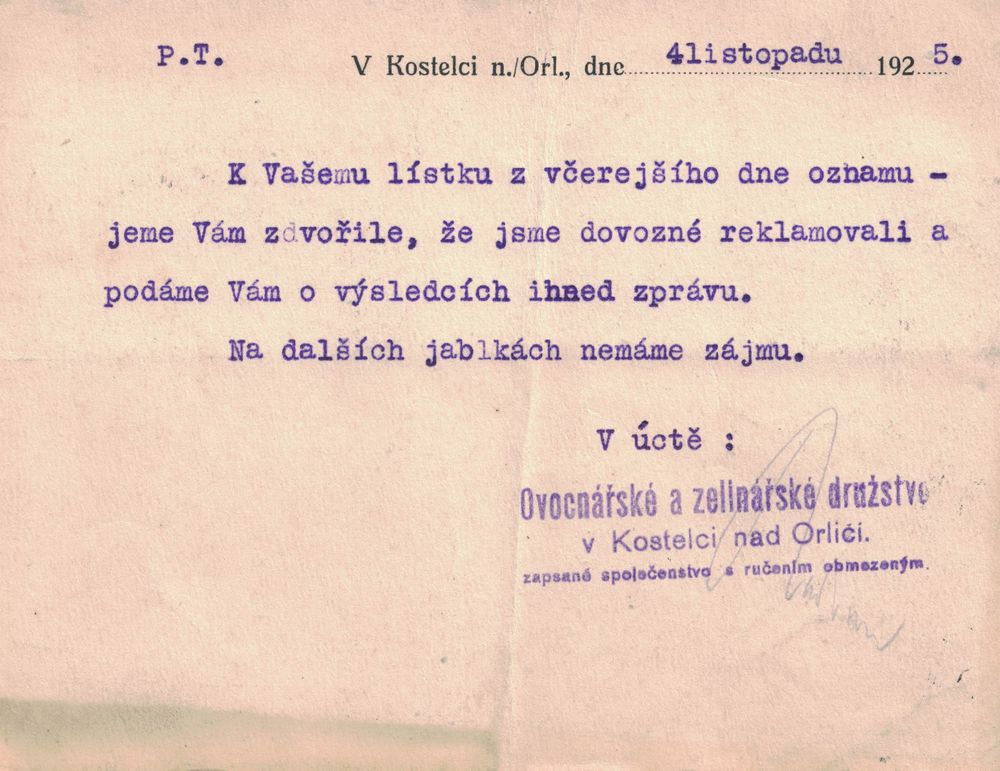 P.T. V Kostelci n./Orl., dne 4listopadu 1925.
K Vašemu lístku z včerejšího dne oznamu –
jeme Vám zdvořile, že jsme dovozné reklamovali a
podáme Vám o výsledcích ihned zprávu.
Na dalších jablkách nemáme zájmu.
V úctě :
Ovocnářské a zelinářské družstvo
v Kostelci nad Orlicí.
zapsané společenstvo s ručením obmezeným.